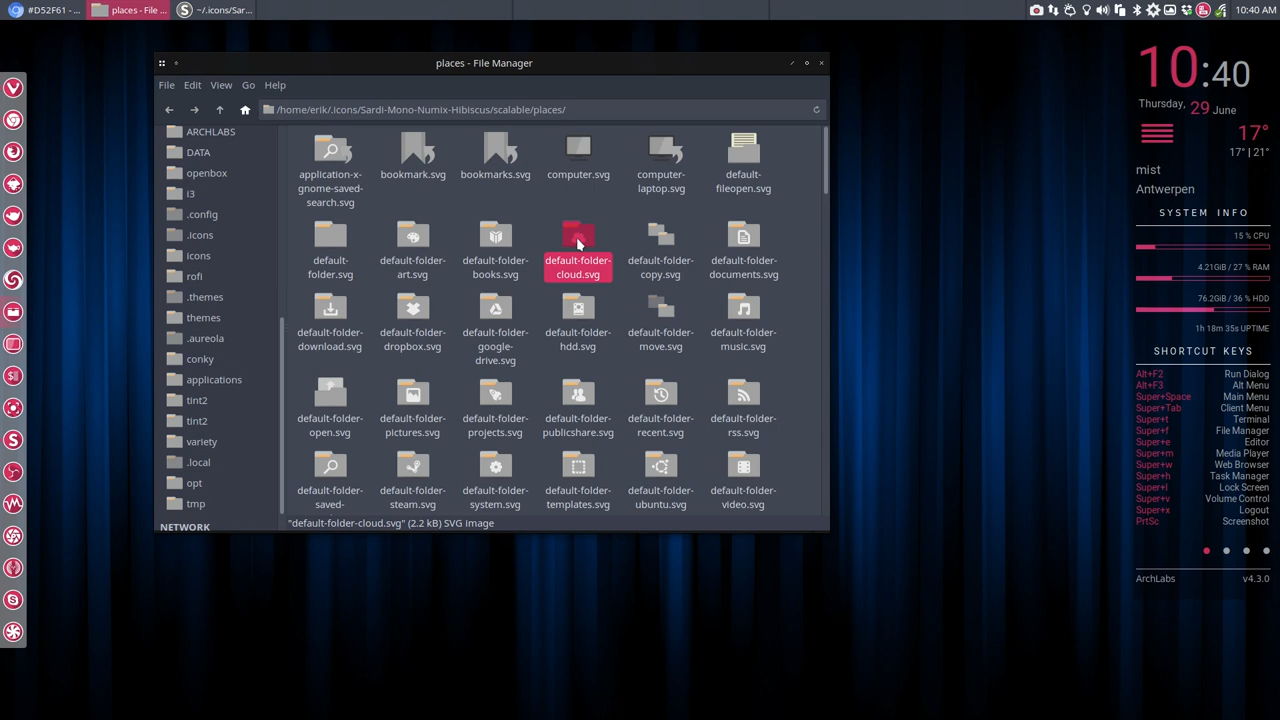 #D52F61 - ...
places - File ...
~/.icons/Sar...
10:40 AM
places - File Manager
File Edit View Go Help
/home/erik/.icons/Sardi-Mono-Numix-Hibiscus/scalable/places/
ARCHLABS
DATA
openbox
i3
.config
.icons
icons
rofi
.themes
themes
.aureola
conky
applications
tint2
tint2
variety
.local
opt
tmp
NETWORK
application-x-
gnome-saved-
search.svg
bookmark.svg
bookmarks.svg
computer.svg
computer-
laptop.svg
default-
fileopen.svg
default-
folder.svg
default-folder-
art.svg
default-folder-
books.svg
default-folder-
cloud.svg
default-folder-
copy.svg
default-folder-
documents.svg
default-folder-
download.svg
default-folder-
dropbox.svg
default-folder-
google-
drive.svg
default-folder-
hdd.svg
default-folder-
move.svg
default-folder-
music.svg
default-folder-
open.svg
default-folder-
pictures.svg
default-folder-
projects.svg
default-folder-
publicshare.svg
default-folder-
recent.svg
default-folder-
rss.svg
default-folder-
saved-
default-folder-
steam.svg
default-folder-
system.svg
default-folder-
templates.svg
default-folder-
ubuntu.svg
default-folder-
video.svg
"default-folder-cloud.svg" (2.2 kB) SVG image
10:40
Thursday, 29 June
17°
17° | 21°
mist
Antwerpen
SYSTEM INFO
15 % CPU
4.21GiB / 27 % RAM
76.2GiB / 36 % HDD
1h 18m 35s UPTIME
SHORTCUT KEYS
Alt+F2 Run Dialog
Alt+F3 Alt Menu
Super+Space Main Menu
Super+Tab Client Menu
Super+t Terminal
Super+f File Manager
Super+e Editor
Super+m Media Player
Super+w Web Browser
Super+h Task Manager
Super+l Lock Screen
Super+v Volume Control
Super+x Logout
PrtSc Screenshot
ArchLabs v4.3.0